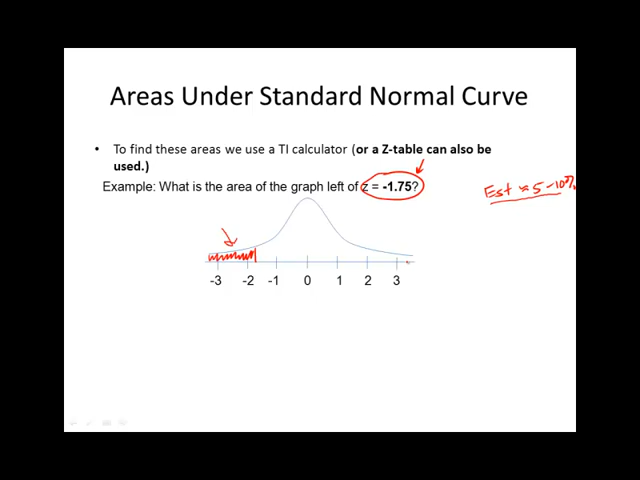 Areas Under Standard Normal Curve
• To find these areas we use a TI calculator (or a Z-table can also be
used.)
Example: What is the area of the graph left of z = -1.75?
Est ≈ 5-10%
-3 -2 -1 0 1 2 3